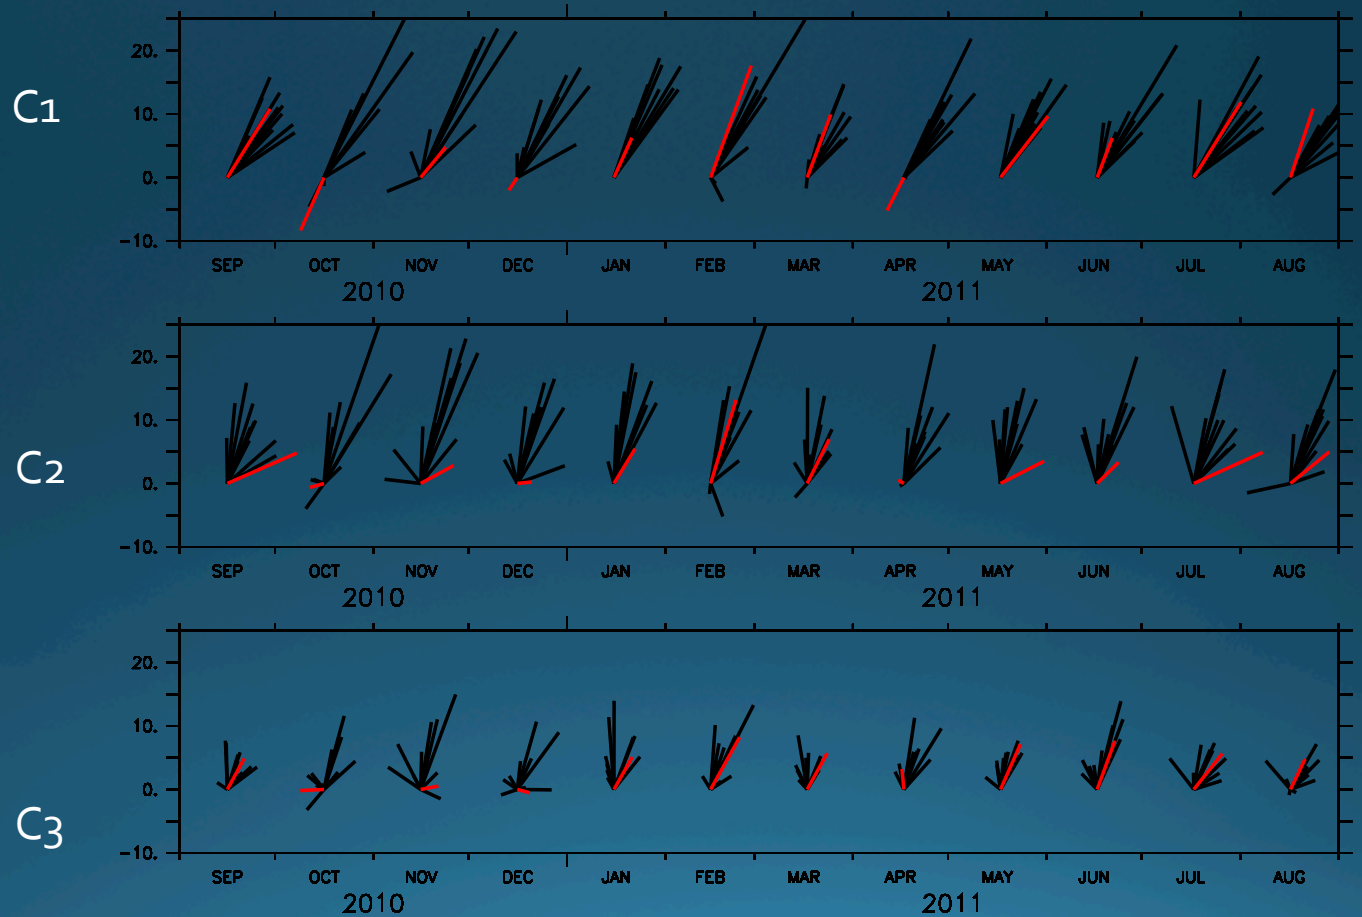 C1
20.
10.
0.
-10.
SEP OCT NOV DEC JAN FEB MAR APR MAY JUN JUL AUG
2010 2011
C2
20.
10.
0.
-10.
SEP OCT NOV DEC JAN FEB MAR APR MAY JUN JUL AUG
2010 2011
C3
20.
10.
0.
-10.
SEP OCT NOV DEC JAN FEB MAR APR MAY JUN JUL AUG
2010 2011